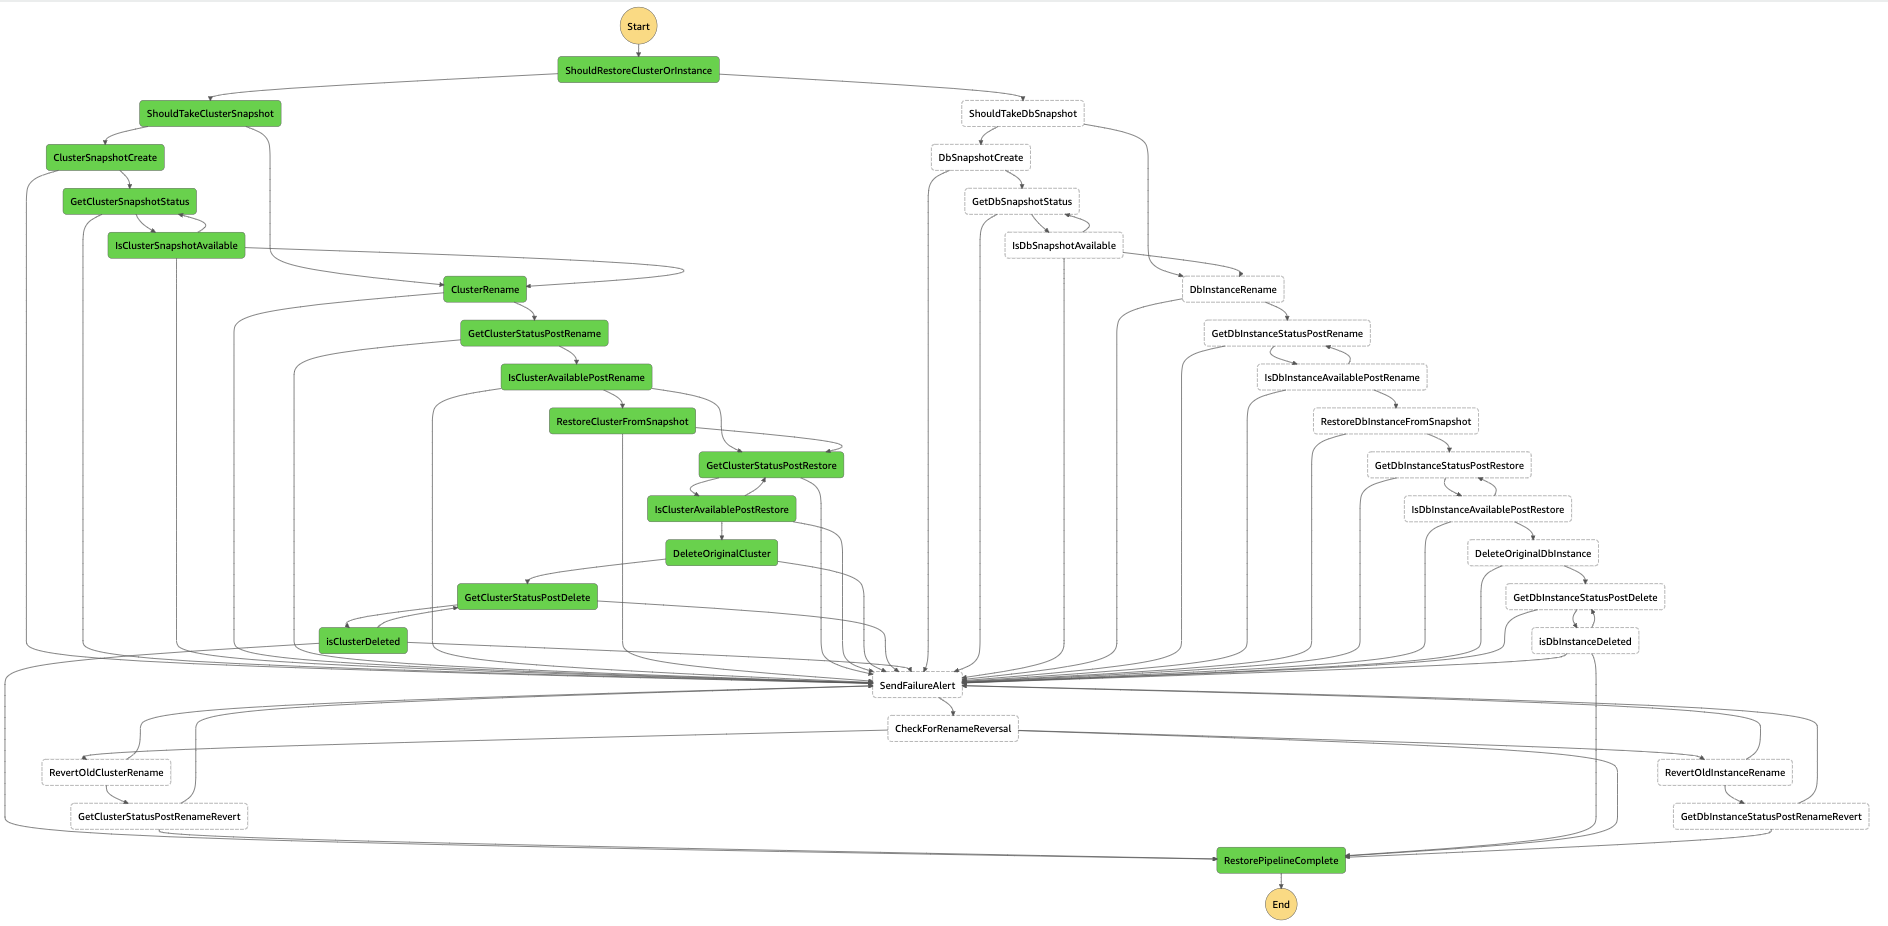 Start
ShouldRestoreClusterOrInstance
ShouldTakeClusterSnapshot
ShouldTakeDbSnapshot
ClusterSnapshotCreate
DbSnapshotCreate
GetClusterSnapshotStatus
GetDbSnapshotStatus
IsClusterSnapshotAvailable
IsDbSnapshotAvailable
ClusterRename
DbInstanceRename
GetClusterStatusPostRename
GetDbInstanceStatusPostRename
IsClusterAvailablePostRename
IsDbInstanceAvailablePostRename
RestoreClusterFromSnapshot
RestoreDbInstanceFromSnapshot
GetClusterStatusPostRestore
GetDbInstanceStatusPostRestore
IsClusterAvailablePostRestore
IsDbInstanceAvailablePostRestore
DeleteOriginalCluster
DeleteOriginalDbInstance
GetClusterStatusPostDelete
GetDbInstanceStatusPostDelete
isClusterDeleted
isDbInstanceDeleted
SendFailureAlert
CheckForRenameReversal
RevertOldClusterRename
RevertOldInstanceRename
GetClusterStatusPostRenameRevert
GetDbInstanceStatusPostRenameRevert
RestorePipelineComplete
End